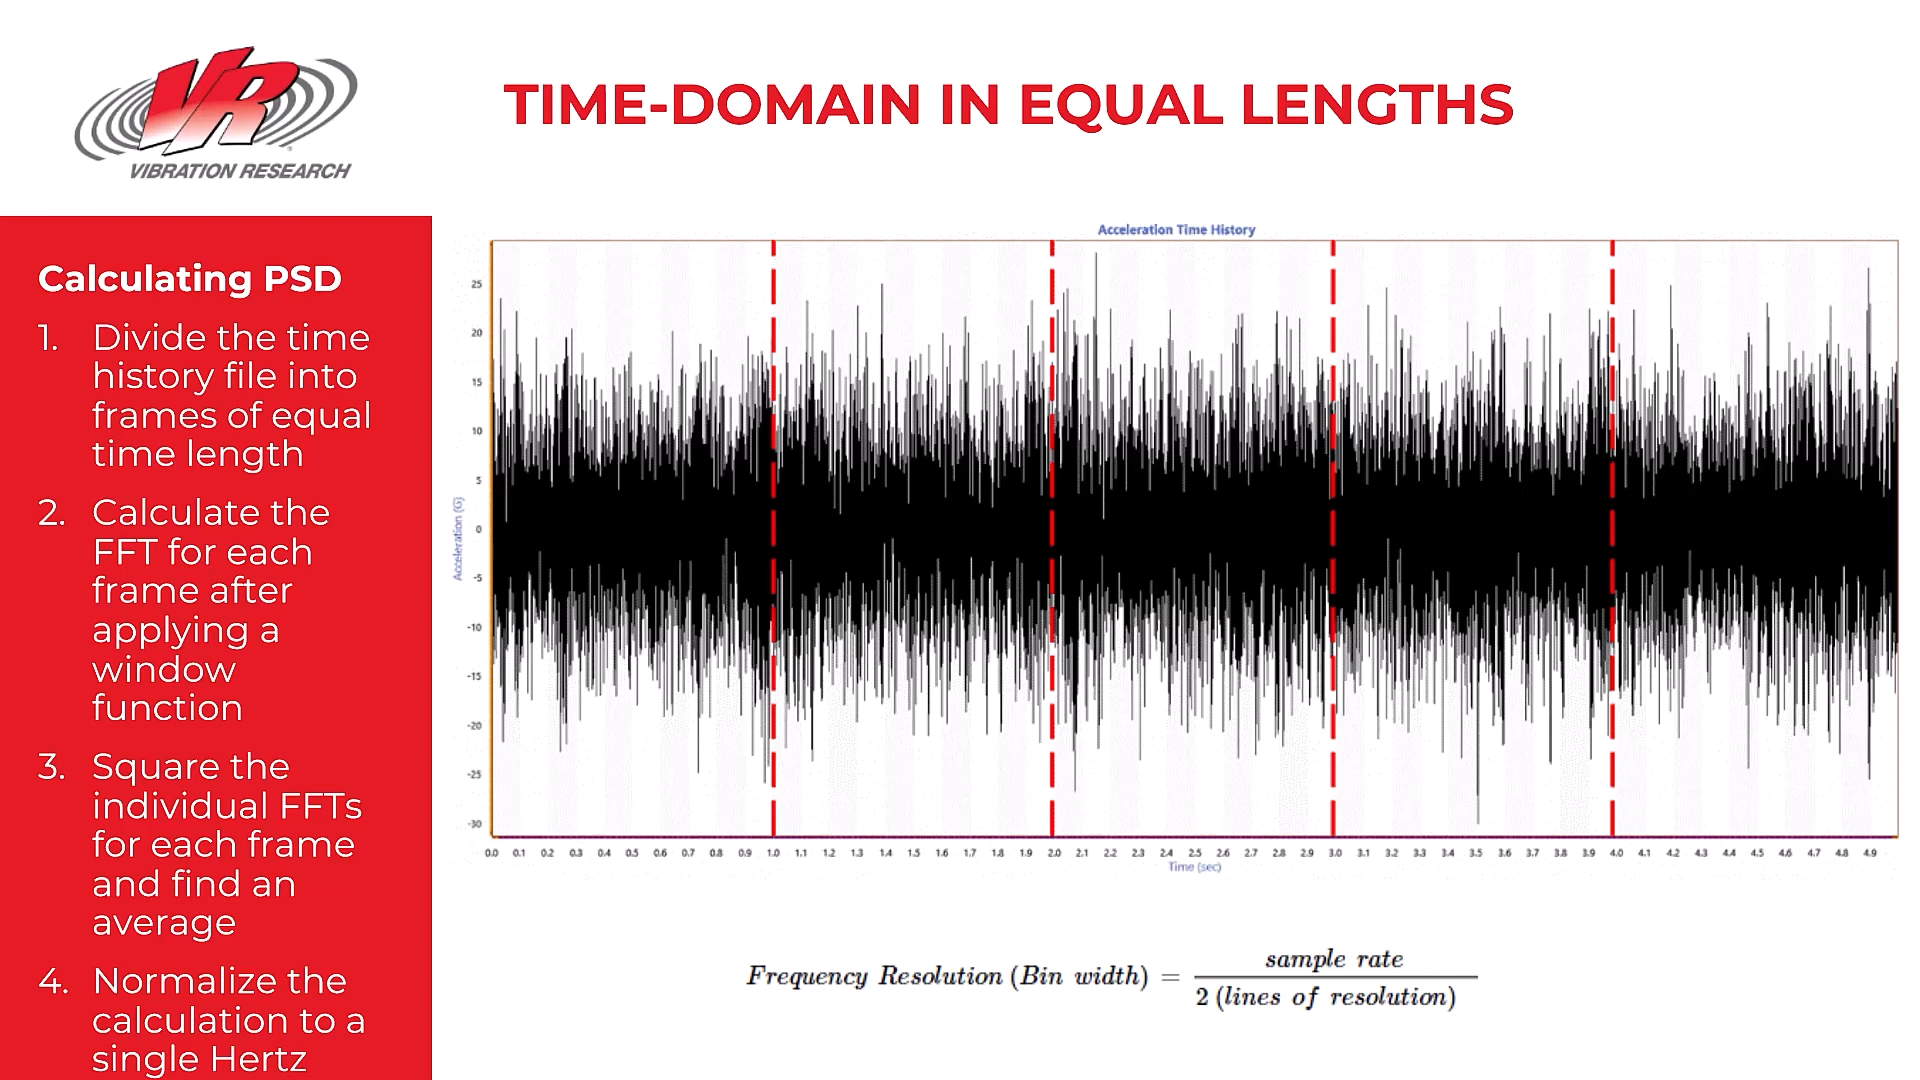 VR
VIBRATION RESEARCH
TIME-DOMAIN IN EQUAL LENGTHS
Calculating PSD
1. Divide the time
history file into
frames of equal
time length
2. Calculate the
FFT for each
frame after
applying a
window
function
3. Square the
individual FFTs
for each frame
and find an
average
4. Normalize the
calculation to a
single Hertz
Acceleration Time History
Acceleration (G)
25
20
15
10
5
0
-5
-10
-15
-20
-25
-30
0.0 0.1 0.2 0.3 0.4 0.5 0.6 0.7 0.8 0.9 1.0 1.1 1.2 1.3 1.4 1.5 1.6 1.7 1.8 1.9 2.0 2.1 2.2 2.3 2.4 2.5 2.6 2.7 2.8 2.9 3.0 3.1 3.2 3.3 3.4 3.5 3.6 3.7 3.8 3.9 4.0 4.1 4.2 4.3 4.4 4.5 4.6 4.7 4.8 4.9
Time (sec)
Frequency Resolution (Bin width) = sample rate
2 (lines of resolution)